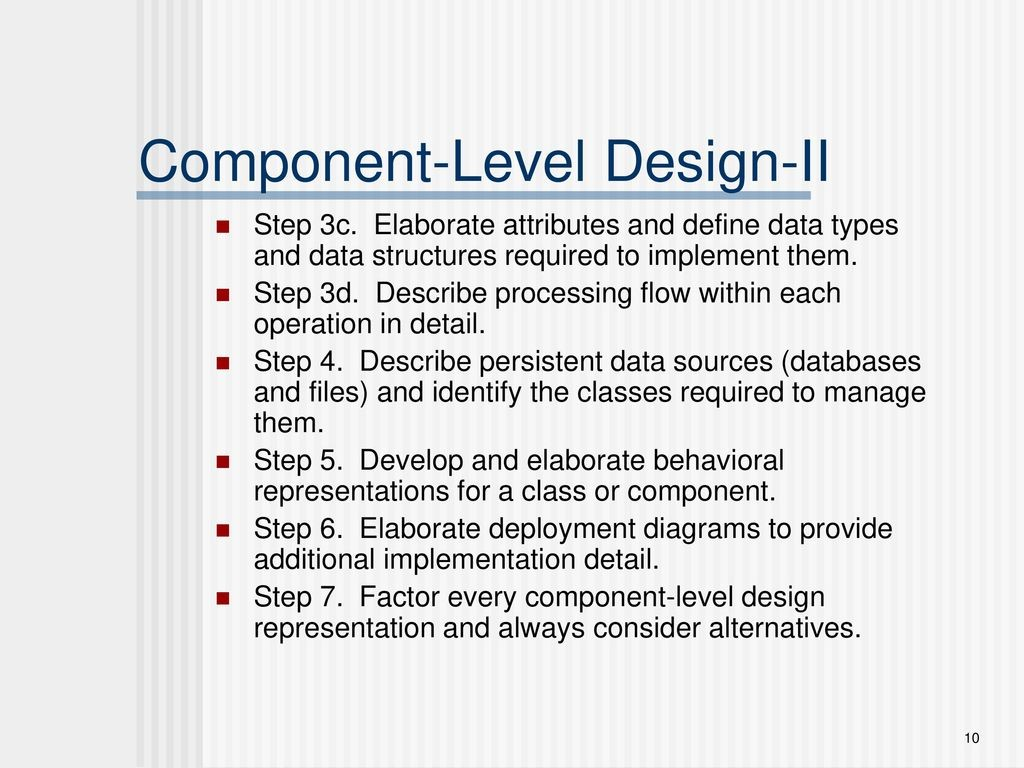 Component-Level Design-II
Step 3c.  Elaborate attributes and define data types
and data structures required to implement them.
Step 3d.  Describe processing flow within each
operation in detail.
Step 4.  Describe persistent data sources (databases
and files) and identify the classes required to manage
them.
Step 5.  Develop and elaborate behavioral
representations for a class or component.
Step 6.  Elaborate deployment diagrams to provide
additional implementation detail.
Step 7.  Factor every component-level design
representation and always consider alternatives.
10